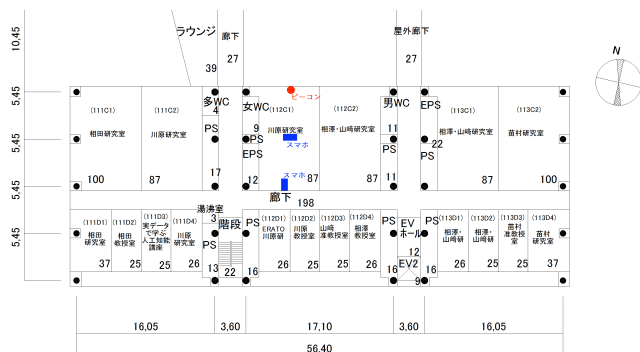 ラウンジ
廊下
27
39
屋外廊下
27
N
10,45
5,45
5,45
5,45
5,45
(111C1)
相田研究室
100
(111C2)
川原研究室
87
多WC
4
PS
17
女WC
9
PS
EPS
12
ビーコン
(112C1)
川原研究室
スマホ
87
スマホ
(112C2)
相澤・山崎研究室
87
男WC
11
PS
11
EPS
22
PS
(113C1)
相澤・山崎研究室
87
(113C2)
苗村研究室
100
廊下
198
(111D1)
相田
研究室
37
(111D2)
相田
教授室
25
(111D3)
実データ
で学ぶ
人工知能
講座
25
(111D4)
川原
研究室
26
湯沸室
3
PS
13
階段
22
PS
16
(112D1)
ERATO
川原研
26
(112D2)
川原
教授室
25
(112D3)
山崎
准教授室
25
(112D4)
相澤
教授室
26
PS
16
EV
ホール
12
EV2
9
PS
16
(113D1)
相澤・
山崎研
26
(113D2)
相澤・
山崎研
25
(113D3)
苗村
准教授
室
25
(113D4)
苗村
研究室
37
16,05
3,60
17,10
3,60
16,05
56,40